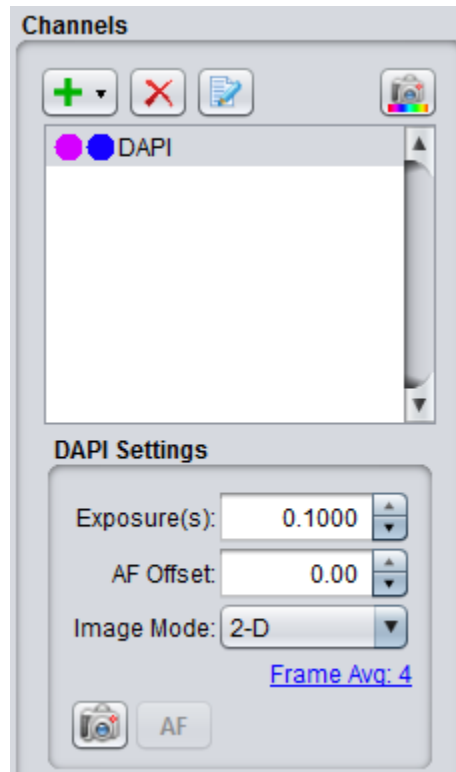 Channels
DAPI
DAPI Settings
Exposure(s): 0.1000
AF Offset: 0.00
Image Mode: 2-D
Frame Avg: 4
AF